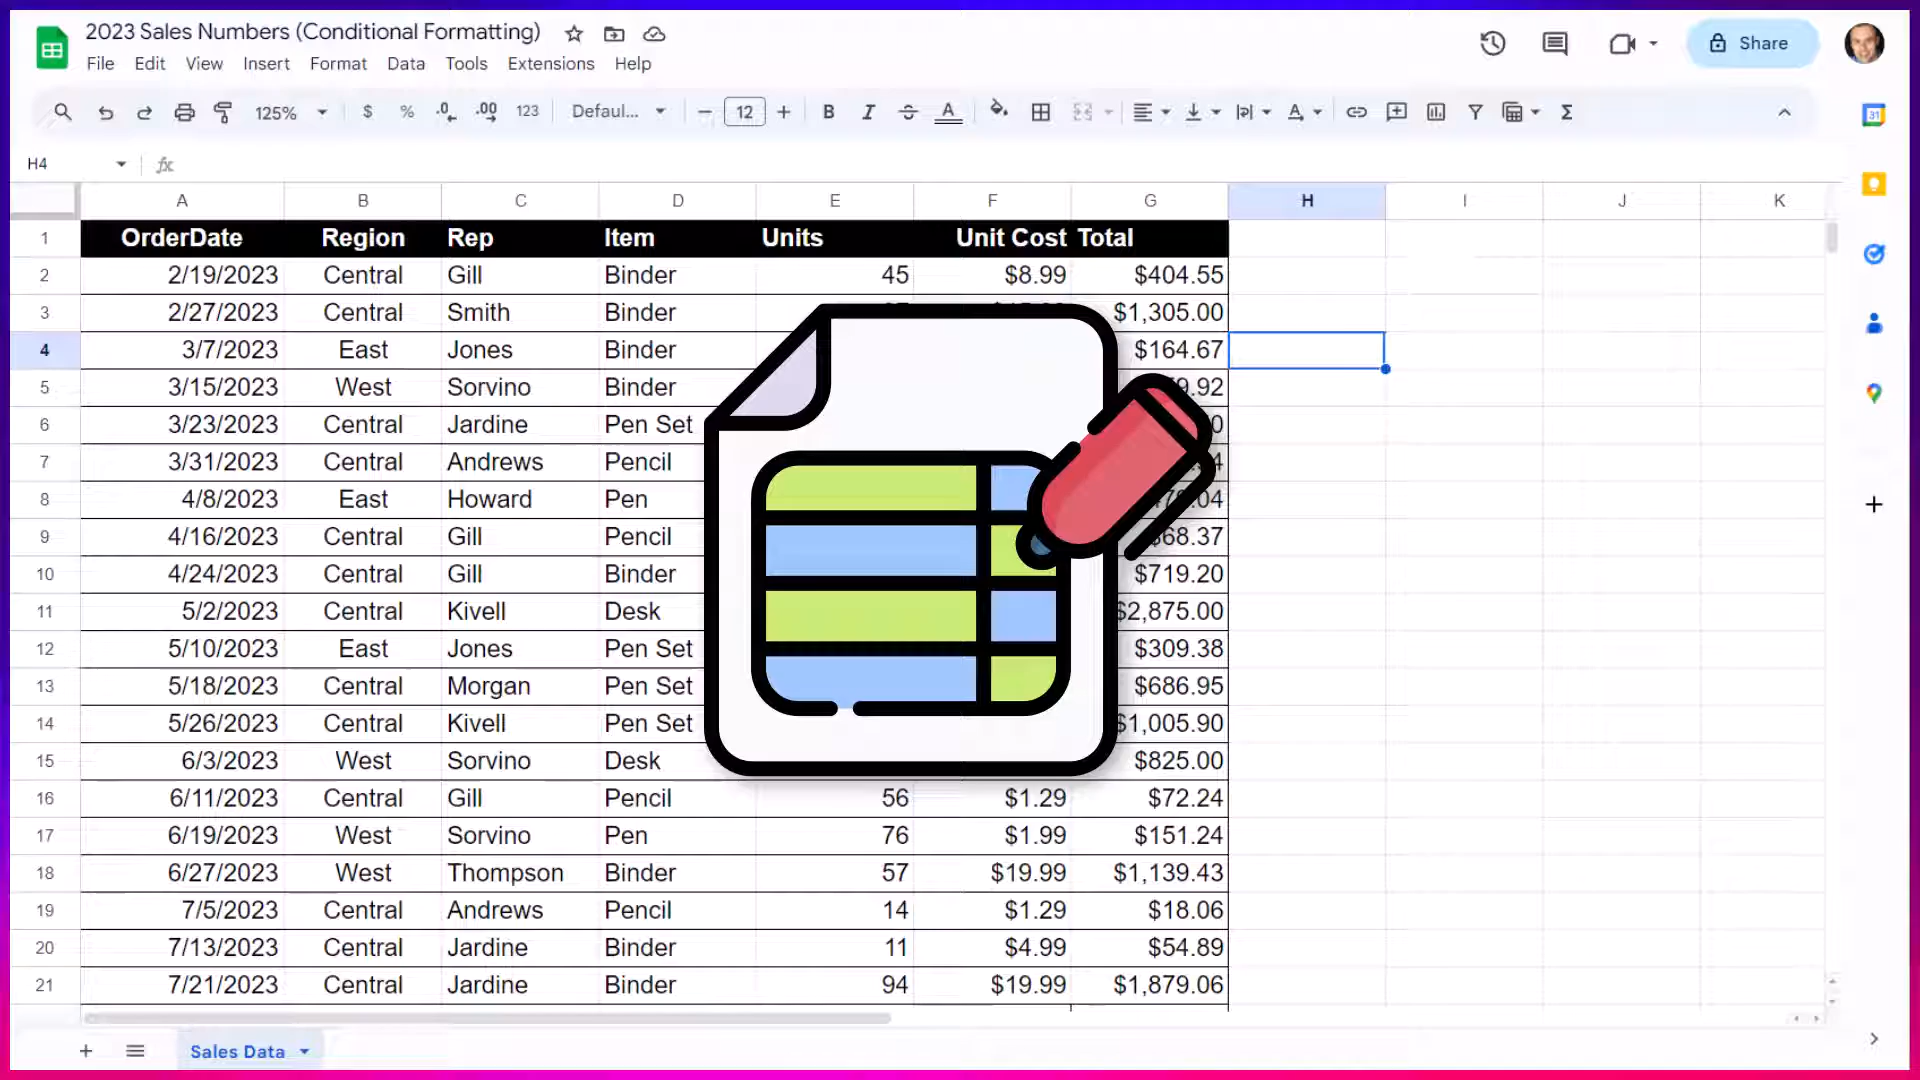 2023 Sales Numbers (Conditional Formatting)
Share
File Edit View Insert Format Data Tools Extensions Help
125% $ % .0 .00 123 Defaul... 12 B I S A A Σ
31
H4 fx
A B C D E F G H I J K
1 OrderDate Region Rep Item Units Unit Cost Total
2 2/19/2023 Central Gill Binder 45 $8.99 $404.55
3 2/27/2023 Central Smith Binder $1,305.00
4 3/7/2023 East Jones Binder $164.67
5 3/15/2023 West Sorvino Binder
6 3/23/2023 Central Jardine Pen Set
7 3/31/2023 Central Andrews Pencil
8 4/8/2023 East Howard Pen
9 4/16/2023 Central Gill Pencil
10 4/24/2023 Central Gill Binder $719.20
11 5/2/2023 Central Kivell Desk $2,875.00
12 5/10/2023 East Jones Pen Set $309.38
13 5/18/2023 Central Morgan Pen Set $686.95
14 5/26/2023 Central Kivell Pen Set $1,005.90
15 6/3/2023 West Sorvino Desk $825.00
16 6/11/2023 Central Gill Pencil 56 $1.29 $72.24
17 6/19/2023 West Sorvino Pen 76 $1.99 $151.24
18 6/27/2023 West Thompson Binder 57 $19.99 $1,139.43
19 7/5/2023 Central Andrews Pencil 14 $1.29 $18.06
20 7/13/2023 Central Jardine Binder 11 $4.99 $54.89
21 7/21/2023 Central Jardine Binder 94 $19.99 $1,879.06
Sales Data